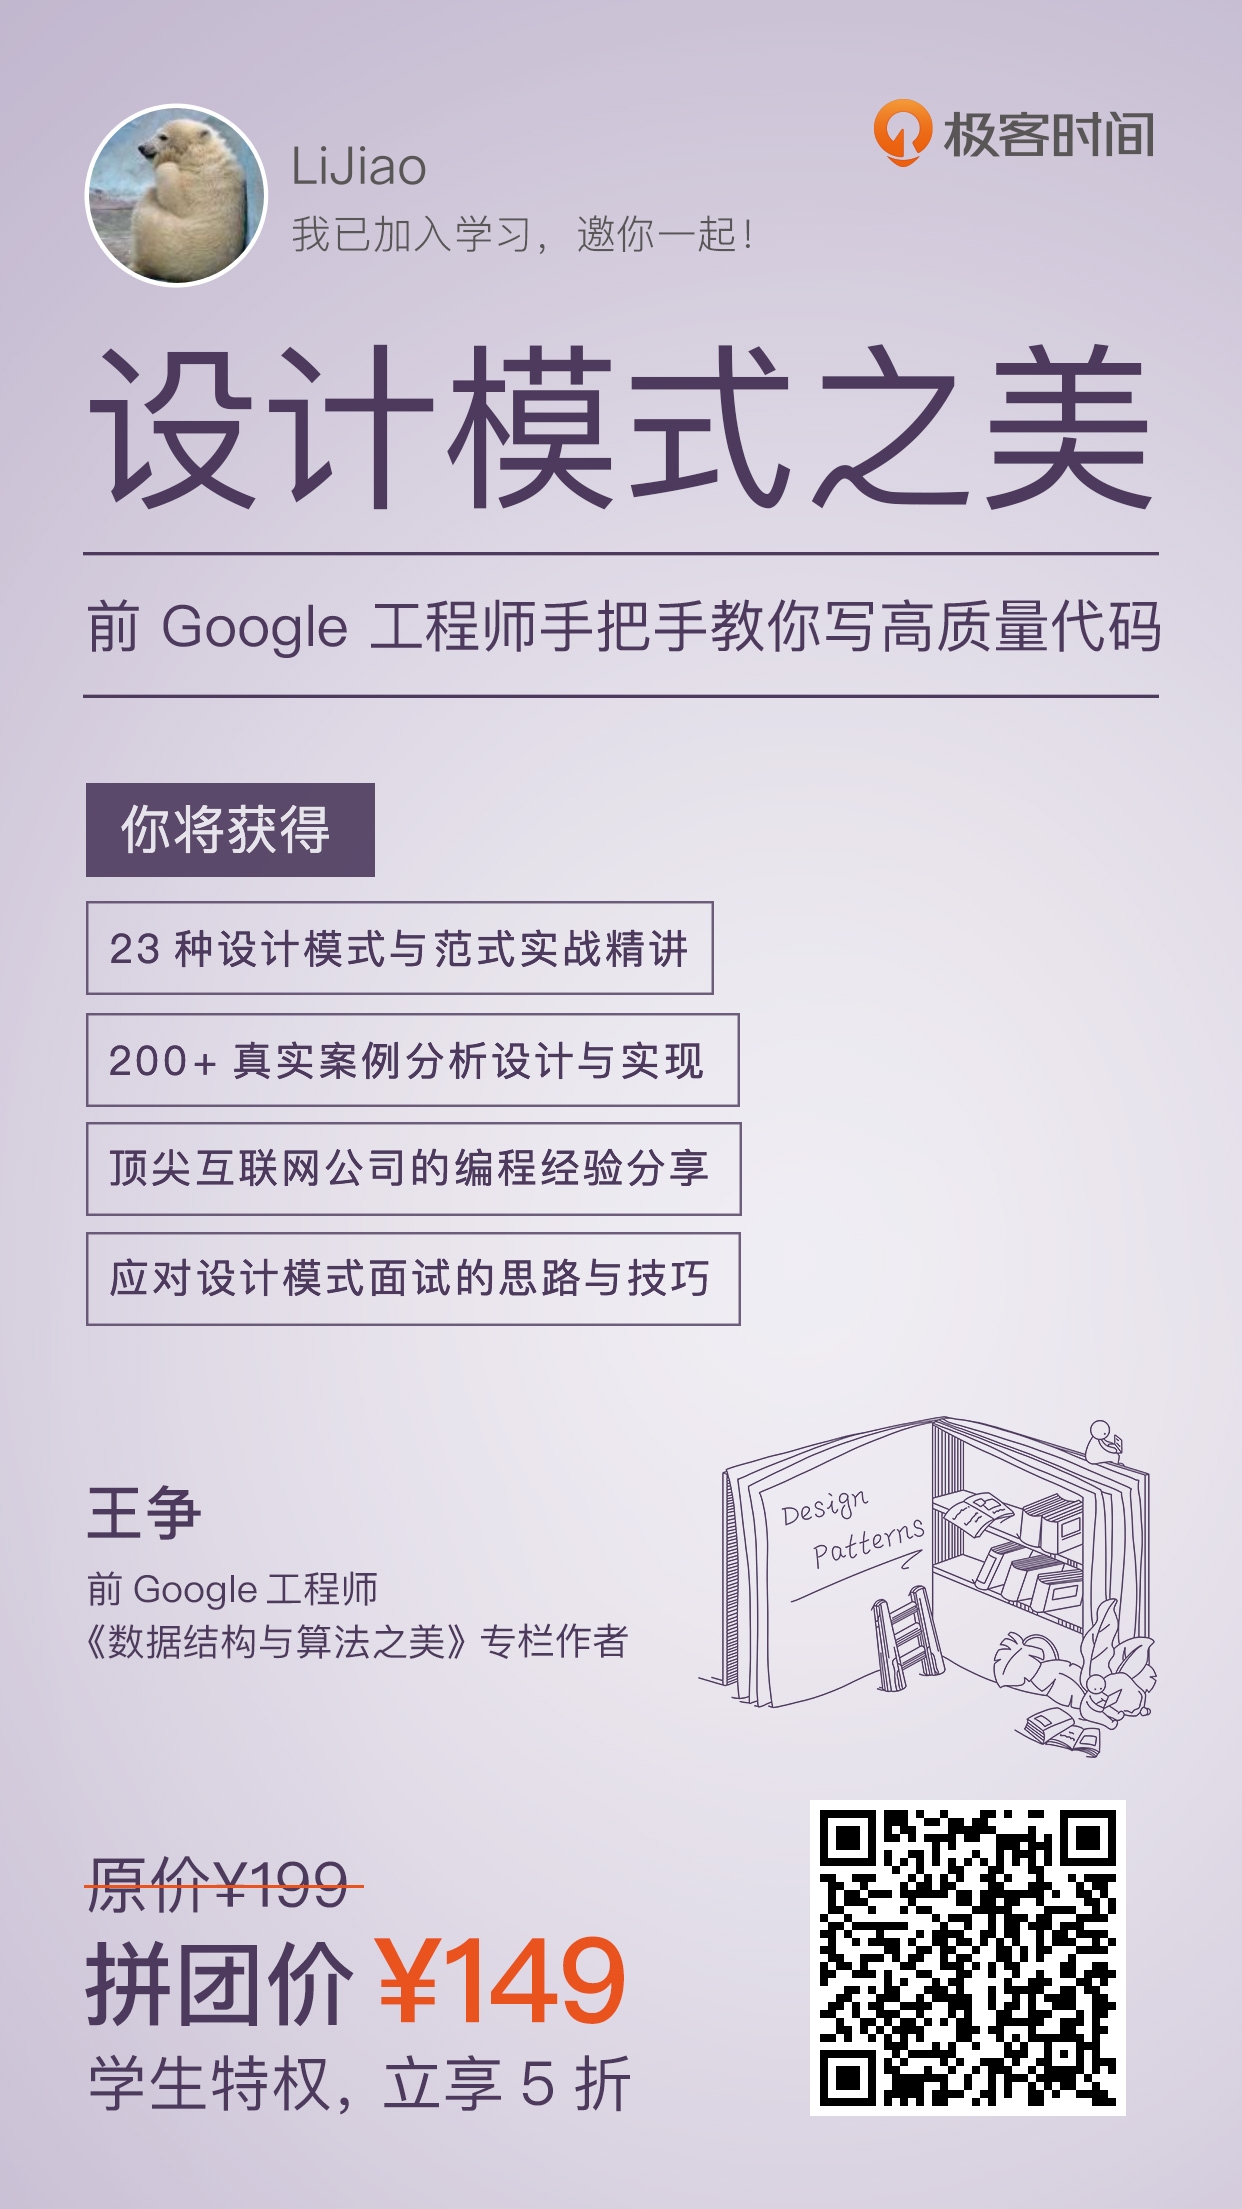 极客时间
LiJiao
我已加入学习，邀你一起！
设计模式之美
前 Google 工程师手把手教你写高质量代码
你将获得
23 种设计模式与范式实战精讲
200+ 真实案例分析设计与实现
顶尖互联网公司的编程经验分享
应对设计模式面试的思路与技巧
Design
Patterns
王争
前 Google 工程师
《数据结构与算法之美》专栏作者
原价¥199
拼团价 ¥149
学生特权，立享 5 折